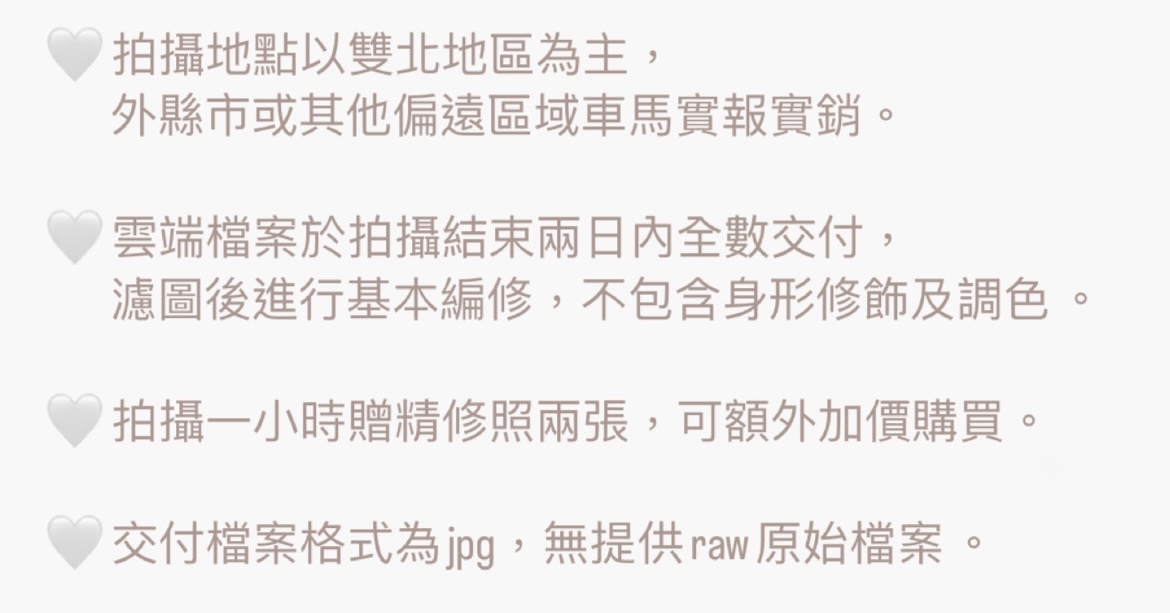 🤍拍攝地點以雙北地區為主，
外縣市或其他偏遠區域車馬實報實銷。
🤍雲端檔案於拍攝結束兩日內全數交付，
濾圖後進行基本編修，不包含身形修飾及調色。
🤍拍攝一小時贈精修照兩張，可額外加價購買。
🤍交付檔案格式為jpg，無提供raw原始檔案。